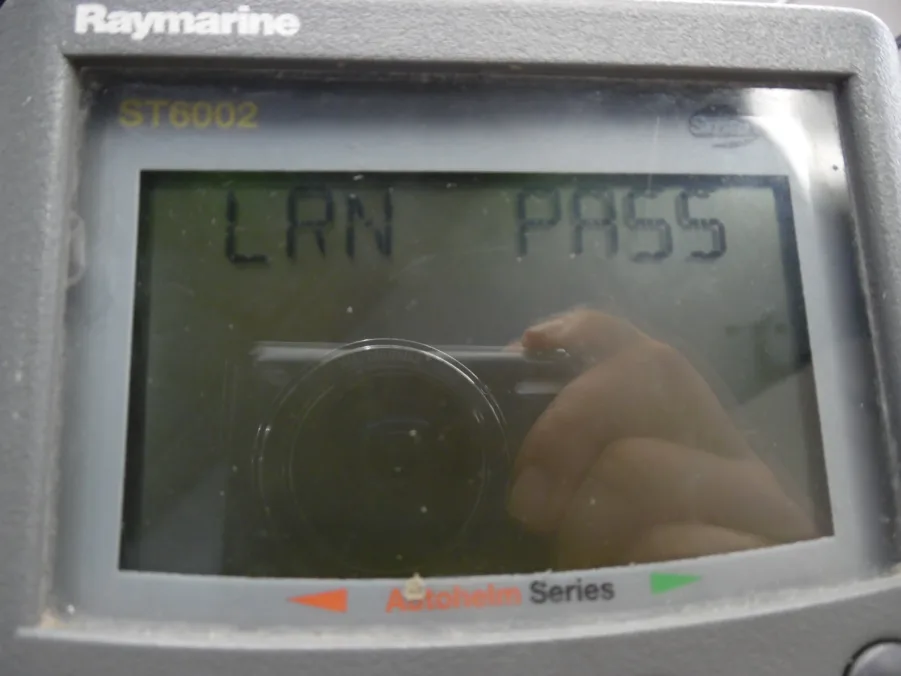 Raymarine
ST6002
LRN PASS
Autohelm Series